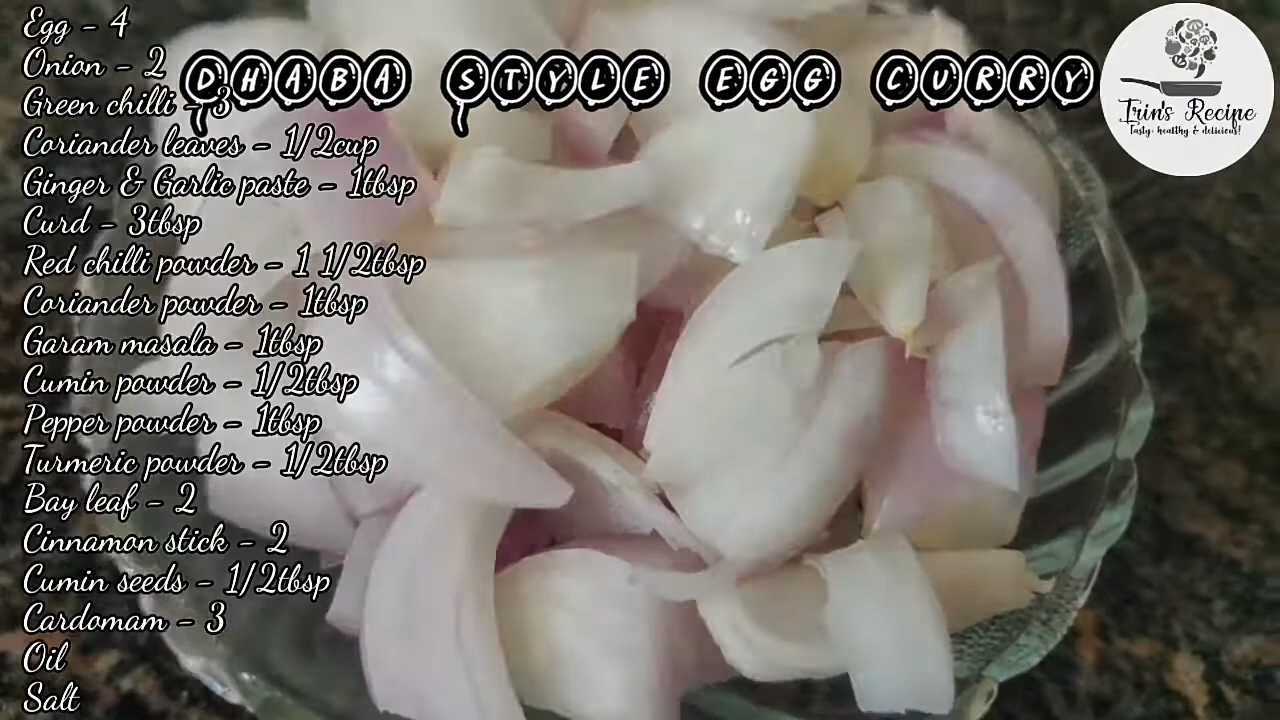 Egg - 4
Onion - 2
DHABA STYLE EGG CURRY
Green chilli - 3
Coriander leaves - 1/2cup
Ginger & Garlic paste - 1tbsp
Curd - 3tbsp
Red chilli powder - 1 1/2tbsp
Coriander powder - 1tbsp
Garam masala - 1tbsp
Cumin powder - 1/2tbsp
Pepper powder - 1tbsp
Turmeric powder - 1/2tbsp
Bay leaf - 2
Cinnamon stick - 2
Cumin seeds - 1/2tbsp
Cardomam - 3
Oil
Salt
Irin's Recipe
Tasty, healthy & delicious!